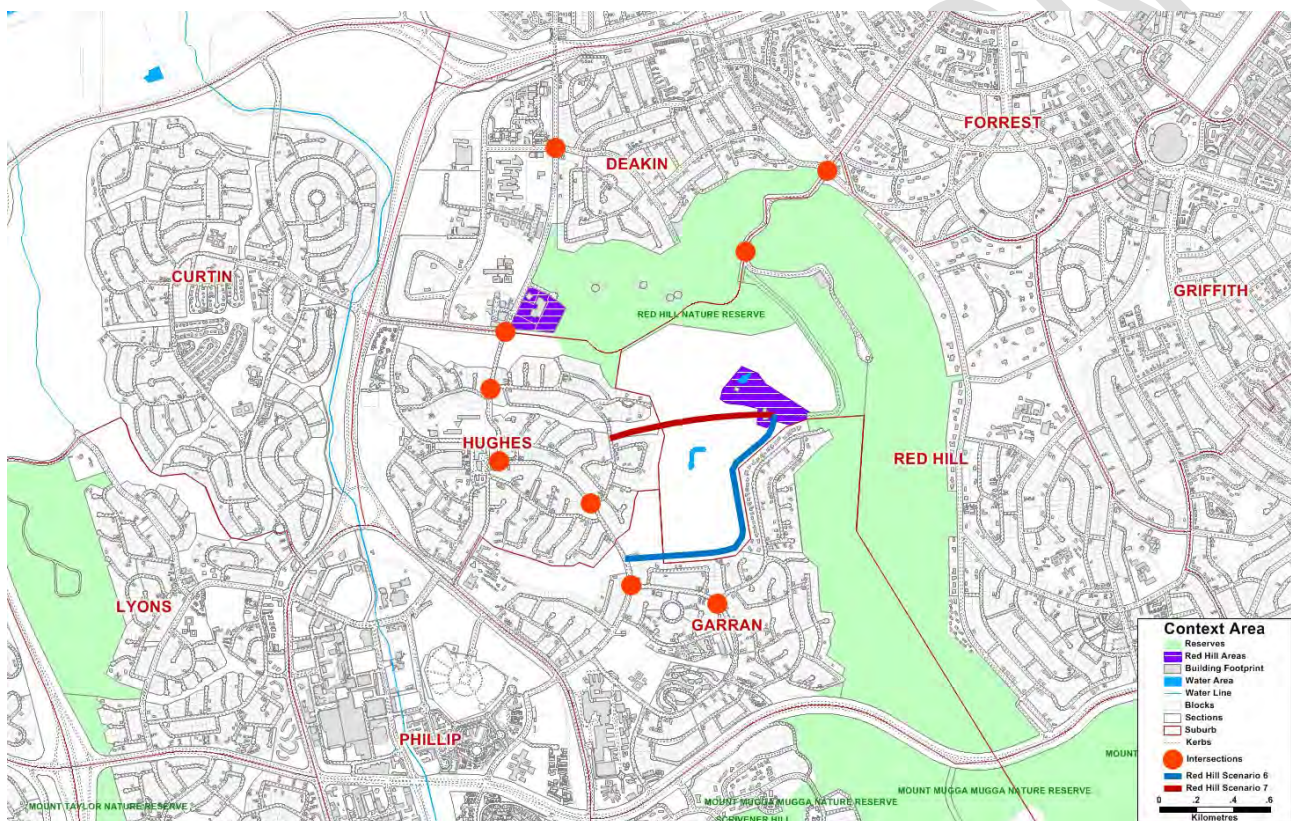 FORREST
DEAKIN
CURTIN
GRIFFITH
RED HILL NATURE RESERVE
HUGHES
RED HILL
LYONS
GARRAN
PHILLIP
MOUNT TAYLOR NATURE RESERVE
MOUNT MUGGA MUGGA NATURE RESERVE
MOUNT MUGGA MUGGA NATURE RESERVE
SCRIVENER HILL
MOUNT
Context Area
Reserves
Red Hill Areas
Building Footprint
Water Area
Water Line
Blocks
Sections
Suburb
Kerbs
Intersections
Red Hill Scenario 6
Red Hill Scenario 7
0 .2 .4 .6
Kilometres